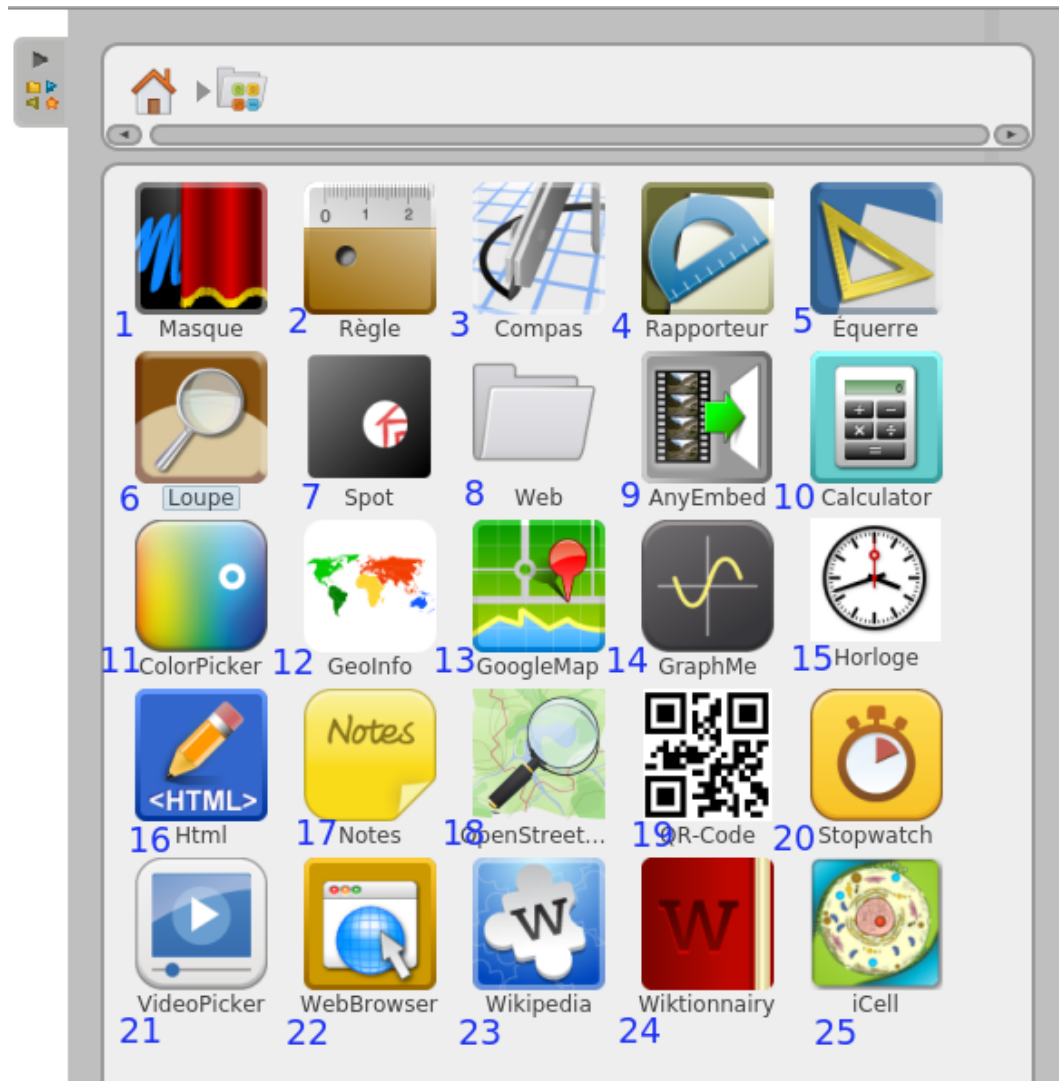 0 1 2
1 Masque 2 Règle 3 Compas 4 Rapporteur 5 Équerre
0
+ −
× ÷
=
6 Loupe 7 Spot 8 Web 9 AnyEmbed 10 Calculator
11 ColorPicker 12 GeoInfo 13 GoogleMap 14 GraphMe 15 Horloge
<HTML> Notes
16 Html 17 Notes 18 OpenStreet... 19 QR-Code 20 Stopwatch
W W
VideoPicker WebBrowser Wikipedia Wiktionnairy iCell
21 22 23 24 25